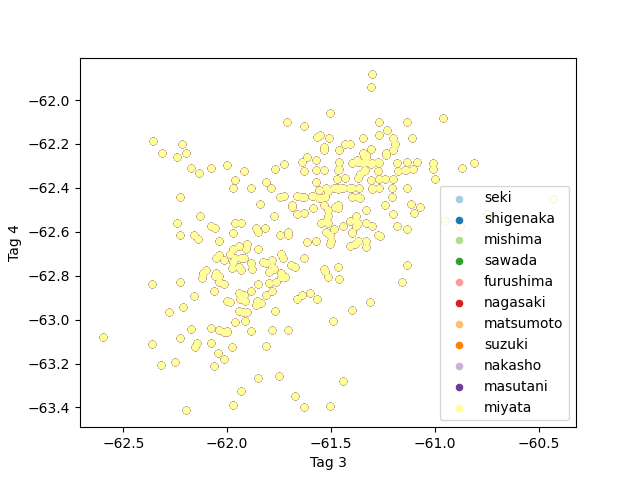 −62.0
−62.2
−62.4
−62.6
−62.8
−63.0
−63.2
−63.4
Tag 4
seki
shigenaka
mishima
sawada
furushima
nagasaki
matsumoto
suzuki
nakasho
masutani
miyata
−62.5
−62.0
−61.5
−61.0
−60.5
Tag 3